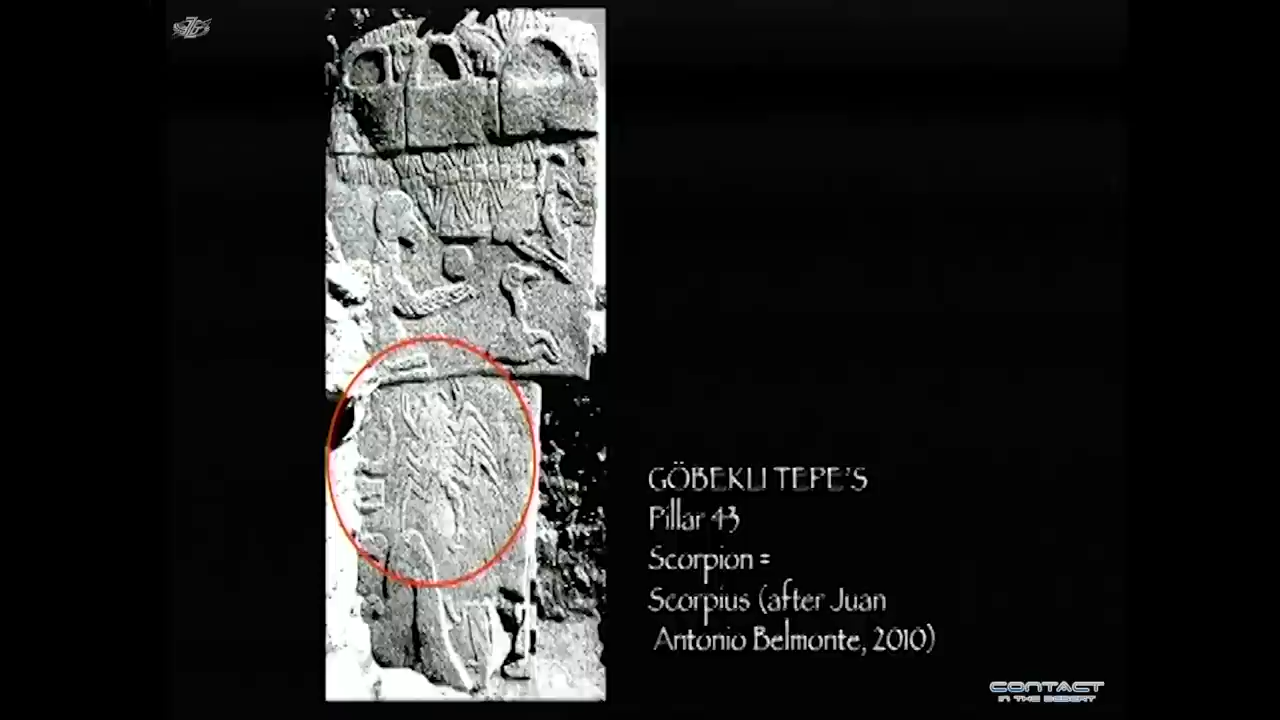 GÖBEKLI TEPE'S
Pillar 43
Scorpion =
Scorpius (after Juan
Antonio Belmonte, 2010)
CONTACT
IN THE DESERT